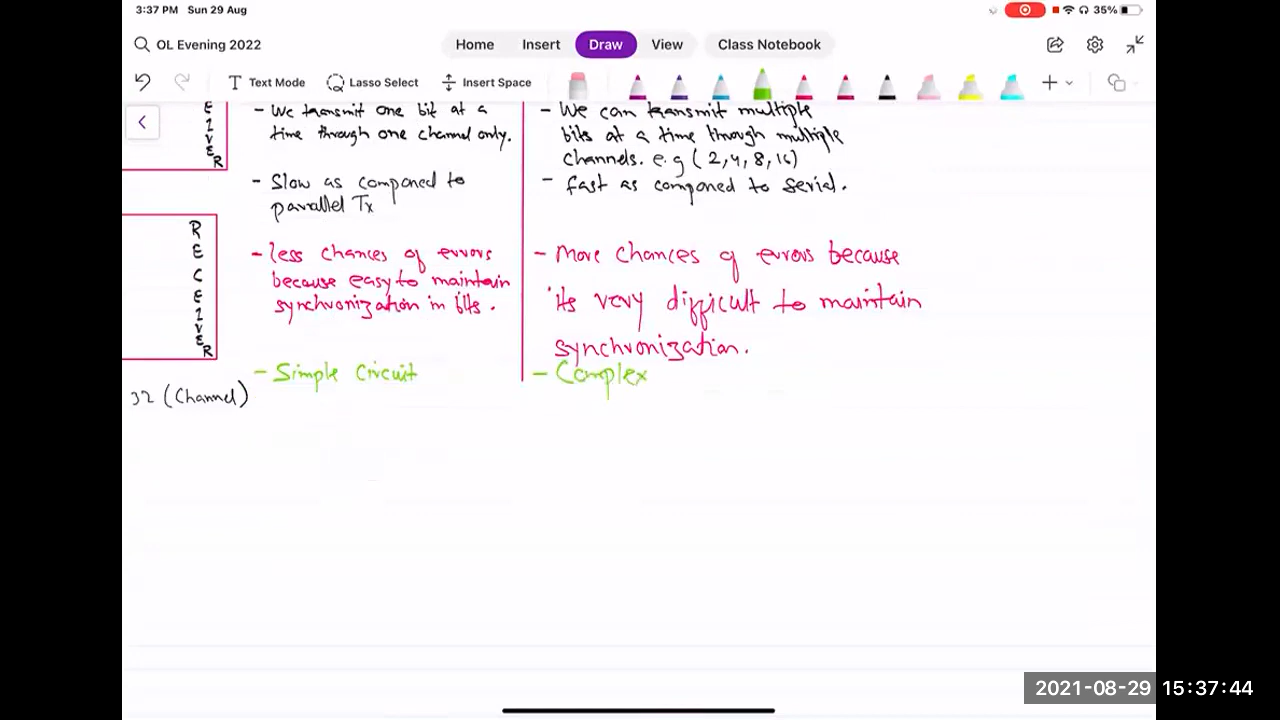 3:37 PM Sun 29 Aug
35%
OL Evening 2022
Home Insert Draw View Class Notebook
Text Mode Lasso Select Insert Space
E
I
V
E
R
- We transmit one bit at a
time through one channel only.
- Slow as compared to
parallel Tx
- less chances of errors
because easy to maintain
synchronization in bits.
- Simple Circuit
- We can transmit multiple
bits at a time through multiple
channels. e.g (2,4,8,16)
- fast as compared to serial.
- More chances of errors because
its very difficult to maintain
synchronization.
- Complex
R
E
C
E
I
V
E
R
32 (Channel)
2021-08-29 15:37:44